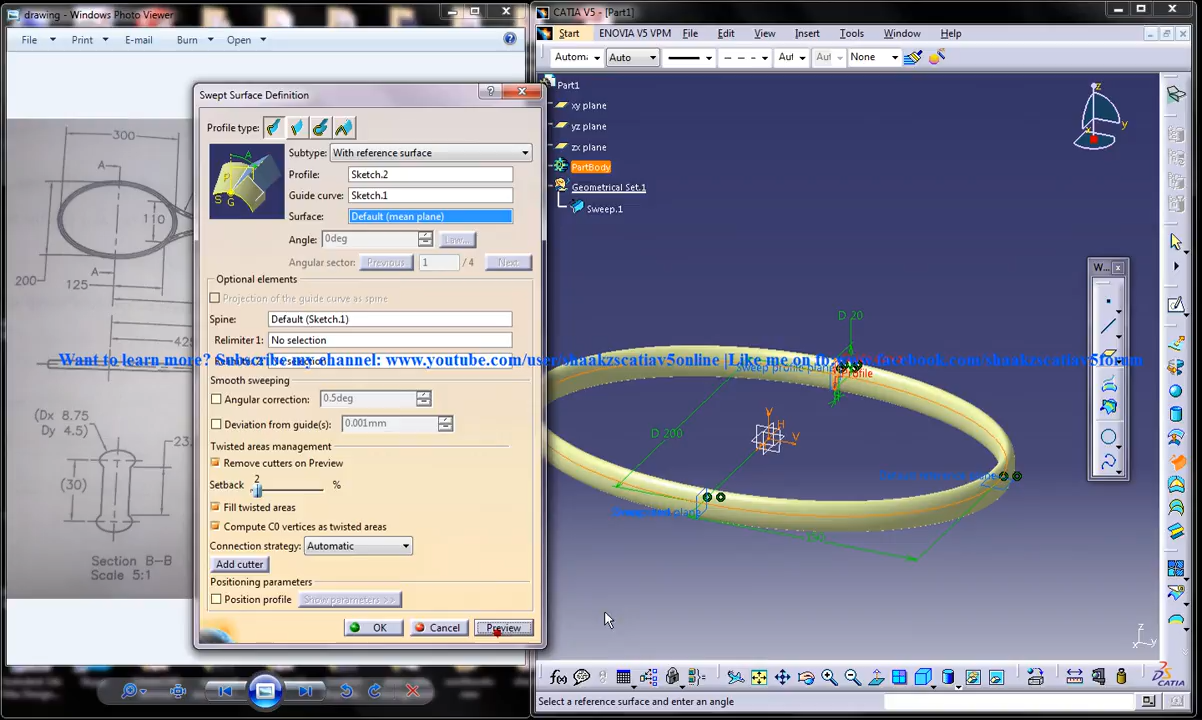 drawing - Windows Photo Viewer
File Print E-mail Burn Open
300
A
110
A
200
125
(Dx 8.75
Dy 4.5)
23.
(30)
Section B-B
Scale 5:1
Swept Surface Definition
Profile type:
Subtype: With reference surface
Profile: Sketch.2
Guide curve: Sketch.1
Surface: Default (mean plane)
Angle: 0deg Law...
Angular sector: Previous 1 / 4 Next
Optional elements
Projection of the guide curve as spine
Spine: Default (Sketch.1)
Relimiter 1: No selection
Want to learn more? Subscribe my channel: www.youtube.com/user/shaakzscatiav5online |Like me on fb: www.facebook.com/shaakzscatiav5forum
Smooth sweeping
Angular correction: 0.5deg
Deviation from guide(s): 0.001mm
Twisted areas management
Remove cutters on Preview
Setback 2 %
Fill twisted areas
Compute C0 vertices as twisted areas
Connection strategy: Automatic
Add cutter
Positioning parameters
Position profile Show parameters >>
OK Cancel Preview
CATIA V5 - [Part1]
Start ENOVIA V5 VPM File Edit View Insert Tools Window Help
Autom Auto Aut Aut None
Part1
xy plane
yz plane
zx plane
PartBody
Geometrical Set.1
Sweep.1
z
y
W...
D 20
Profile
D 200
H
V
z
x
f(x)
Select a reference surface and enter an angle